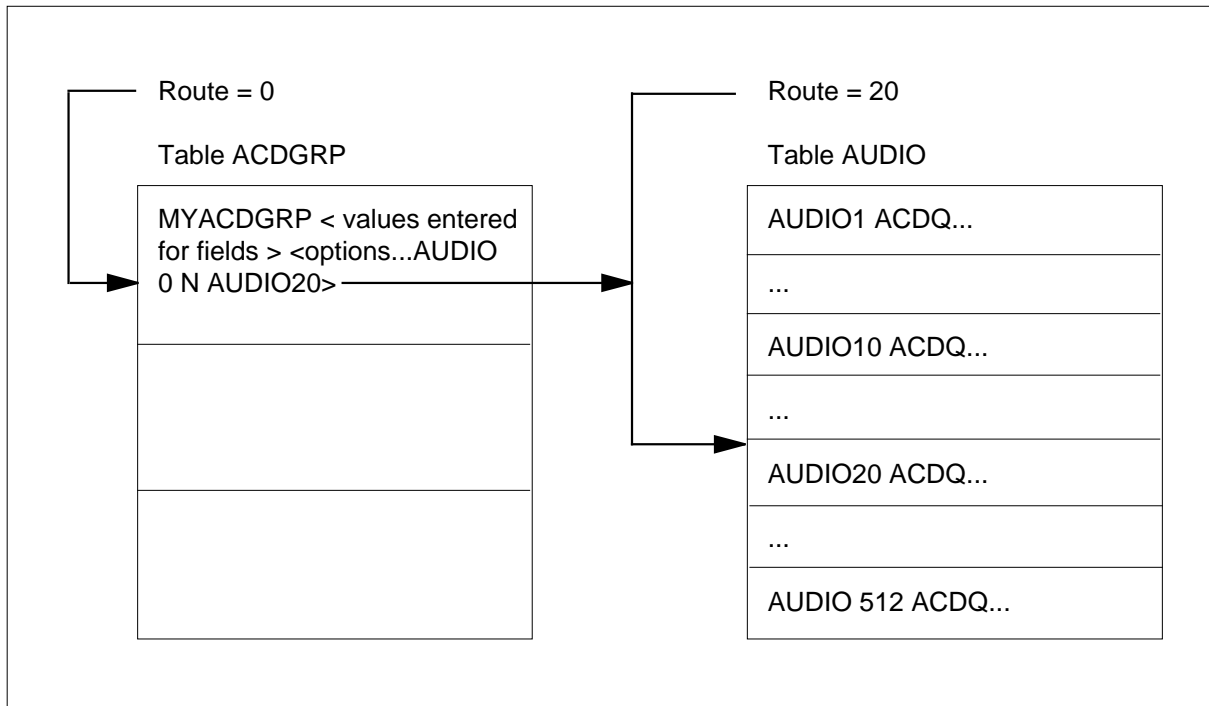 Route = 0
Table ACDGRP
MYACDGRP < values entered
for fields > <options...AUDIO
0 N AUDIO20>
Route = 20
Table AUDIO
AUDIO1 ACDQ...
...
AUDIO10 ACDQ...
...
AUDIO20 ACDQ...
...
AUDIO 512 ACDQ...